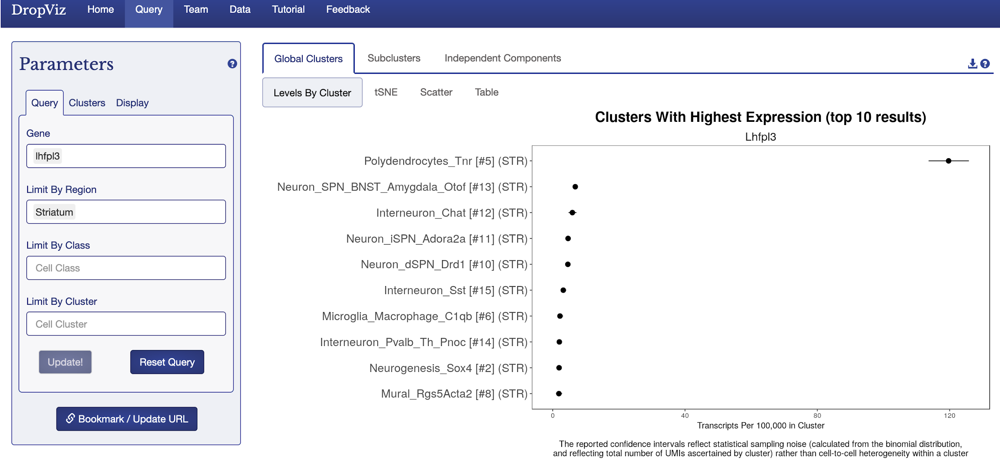 DropViz Home Query Team Data Tutorial Feedback
Parameters
Query Clusters Display
Gene
lhfpl3
Limit By Region
Striatum
Limit By Class
Cell Class
Limit By Cluster
Cell Cluster
Update! Reset Query
Bookmark / Update URL
Global Clusters Subclusters Independent Components
Levels By Cluster tSNE Scatter Table
Clusters With Highest Expression (top 10 results)
Lhfpl3
Polydendrocytes_Tnr [#5] (STR)
Neuron_SPN_BNST_Amygdala_Otof [#13] (STR)
Interneuron_Chat [#12] (STR)
Neuron_iSPN_Adora2a [#11] (STR)
Neuron_dSPN_Drd1 [#10] (STR)
Interneuron_Sst [#15] (STR)
Microglia_Macrophage_C1qb [#6] (STR)
Interneuron_Pvalb_Th_Pnoc [#14] (STR)
Neurogenesis_Sox4 [#2] (STR)
Mural_Rgs5Acta2 [#8] (STR)
0 40 80 120
Transcripts Per 100,000 in Cluster
The reported confidence intervals reflect statistical sampling noise (calculated from the binomial distribution,
and reflecting total number of UMIs ascertained by cluster) rather than cell-to-cell heterogeneity within a cluster